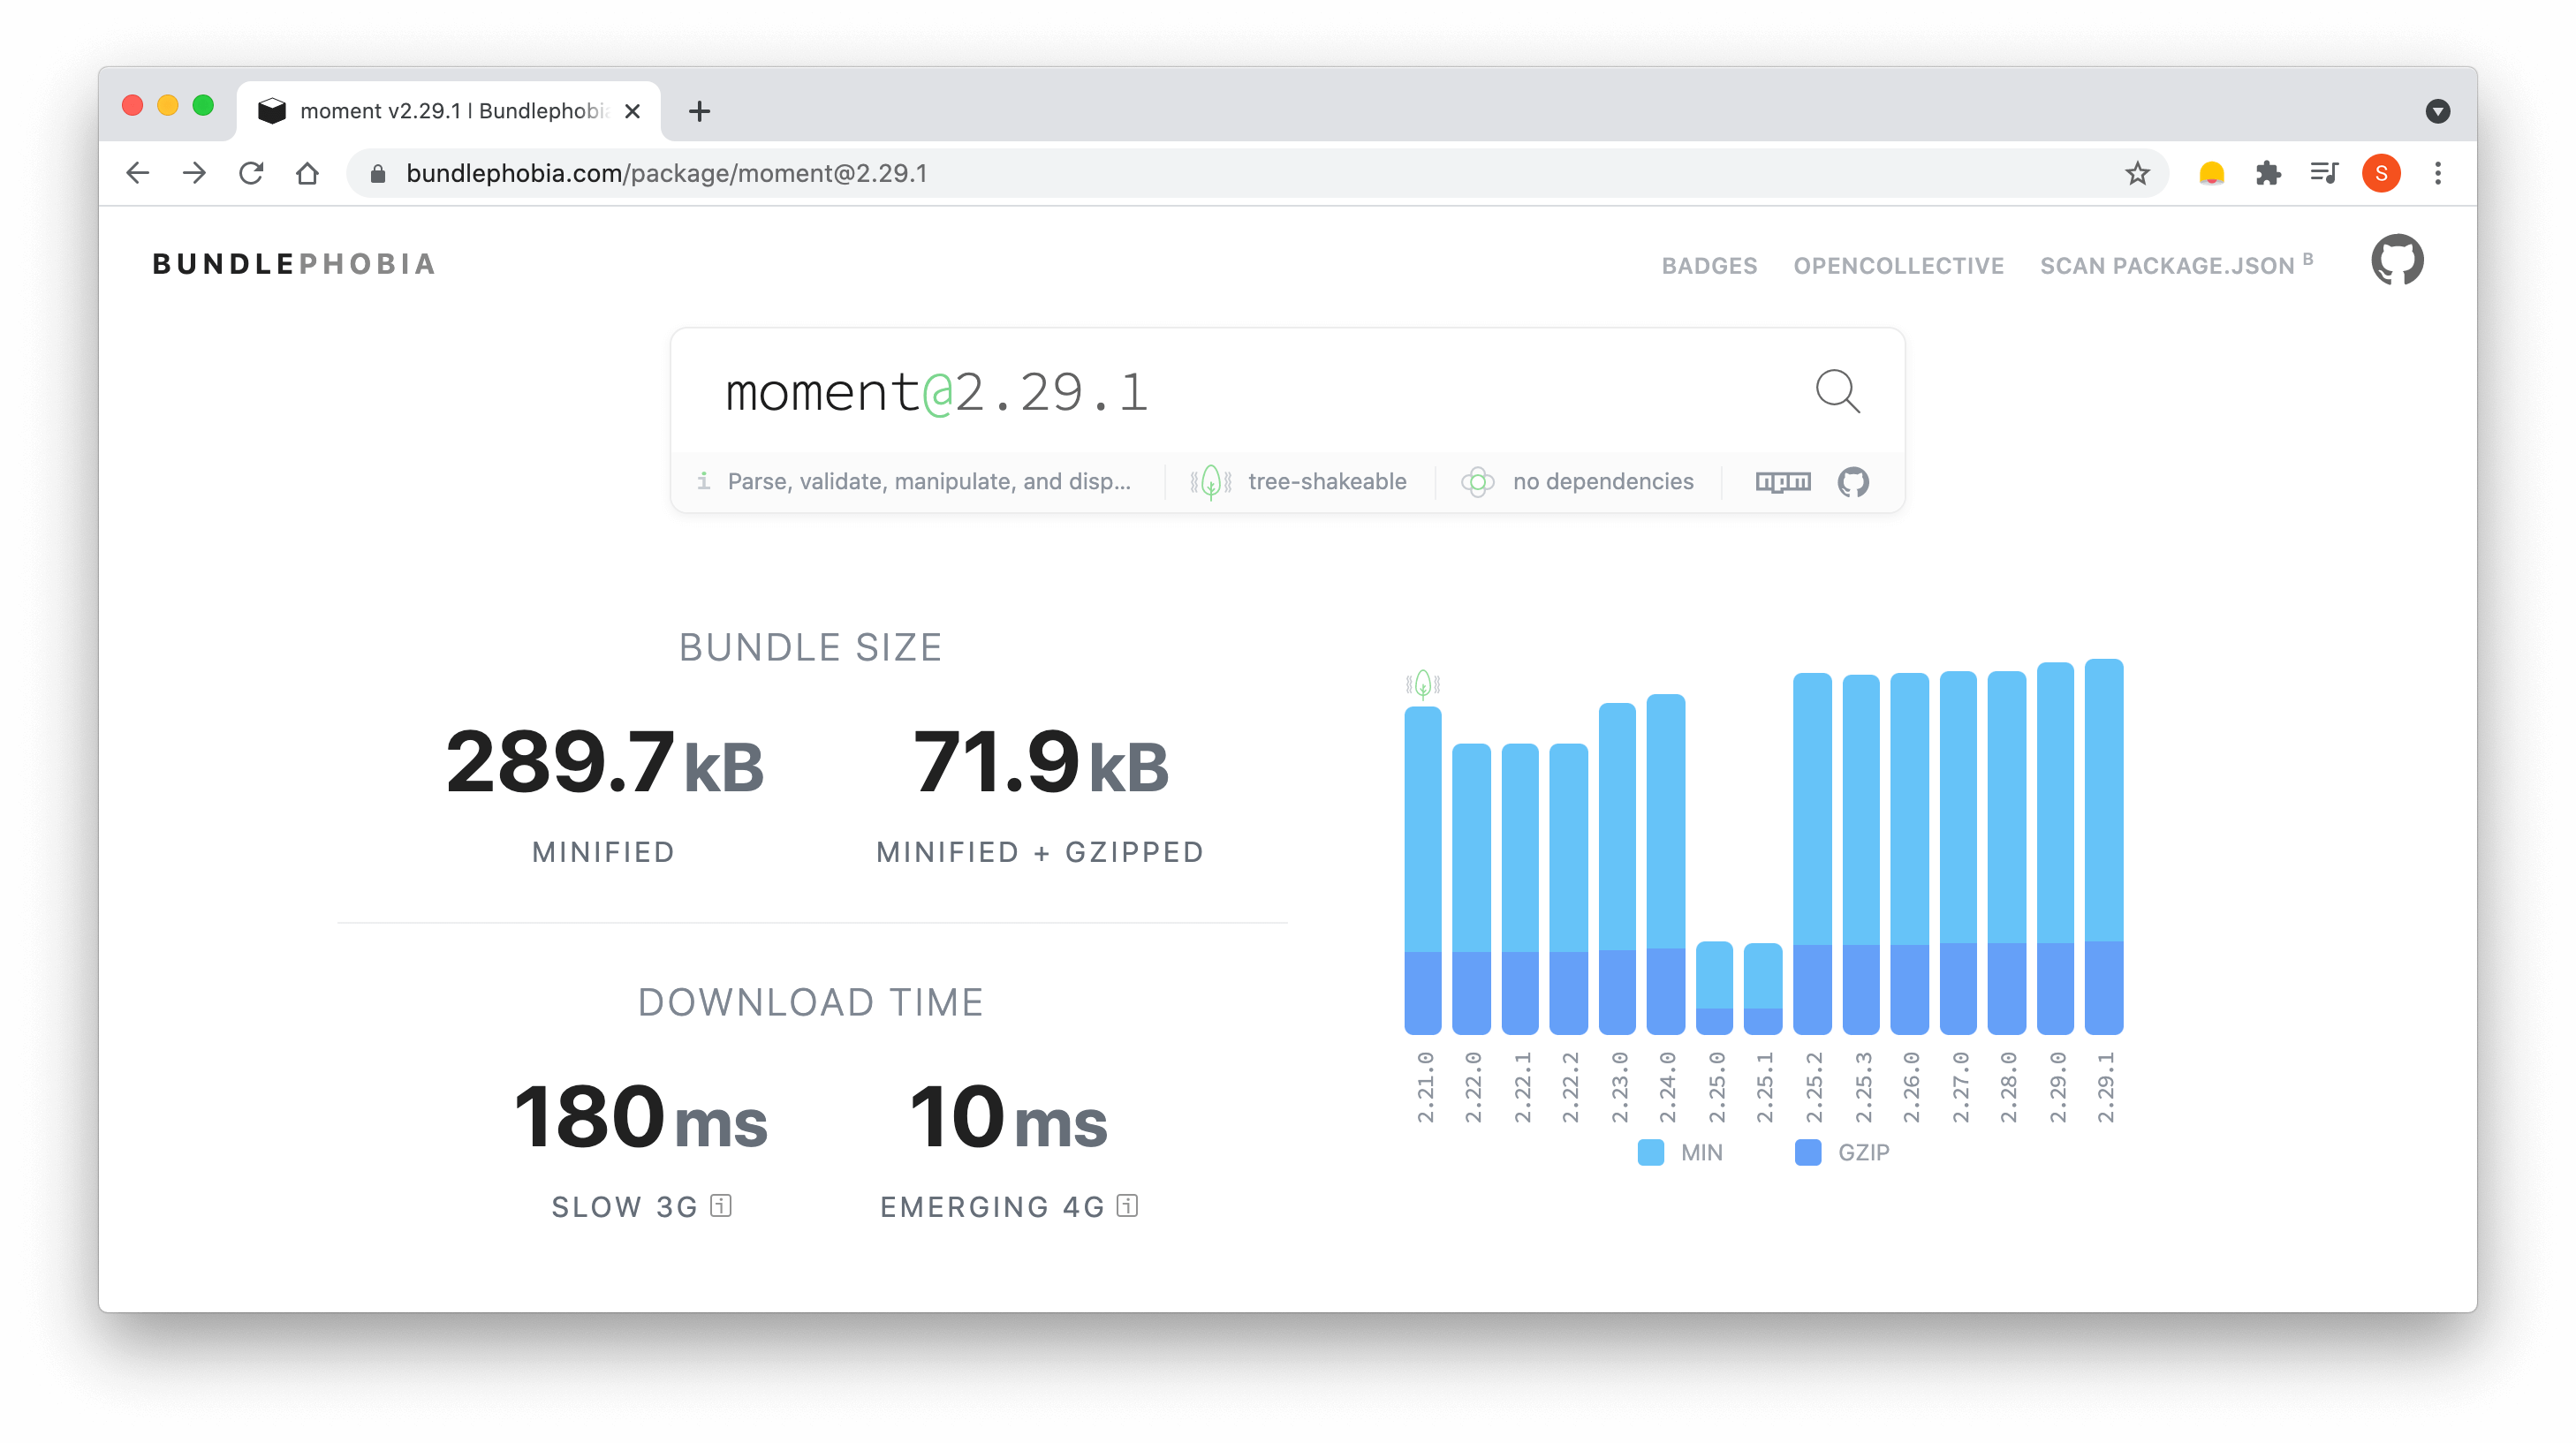 moment v2.29.1 | Bundlephobia
bundlephobia.com/package/moment@2.29.1
S
BUNDLEPHOBIA
BADGES OPENCOLLECTIVE SCAN PACKAGE.JSON B
moment@2.29.1
i Parse, validate, manipulate, and disp... tree-shakeable no dependencies npm
BUNDLE SIZE
289.7 kB 71.9 kB
MINIFIED MINIFIED + GZIPPED
DOWNLOAD TIME
180 ms 10 ms
SLOW 3G i EMERGING 4G i
2.21.0 2.22.0 2.22.1 2.22.2 2.23.0 2.24.0 2.25.0 2.25.1 2.25.2 2.25.3 2.26.0 2.27.0 2.28.0 2.29.0 2.29.1
MIN GZIP